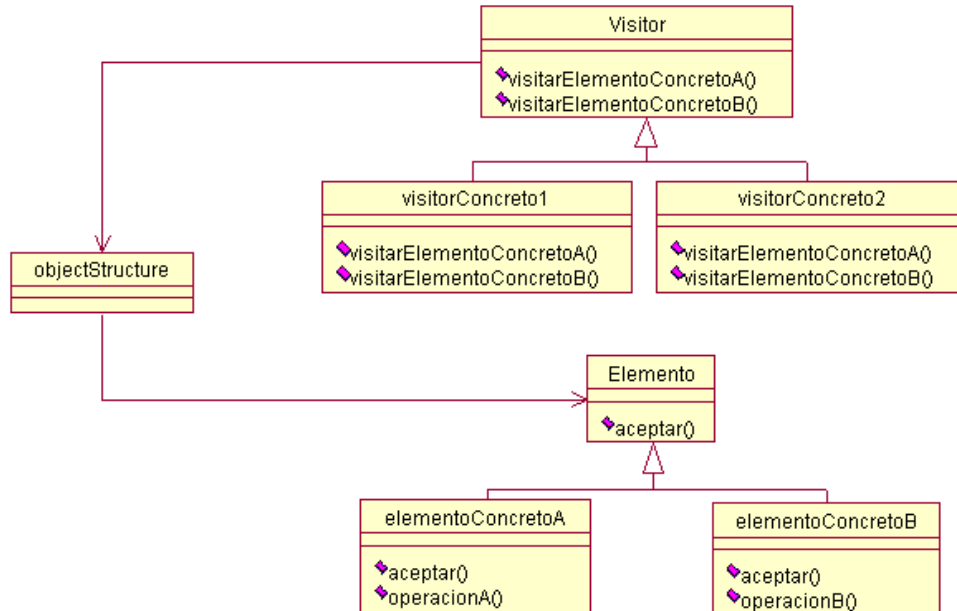 Visitor
visitarElementoConcretoA()
visitarElementoConcretoB()
visitorConcreto1
visitarElementoConcretoA()
visitarElementoConcretoB()
visitorConcreto2
visitarElementoConcretoA()
visitarElementoConcretoB()
objectStructure
Elemento
aceptar()
elementoConcretoA
aceptar()
operacionA()
elementoConcretoB
aceptar()
operacionB()